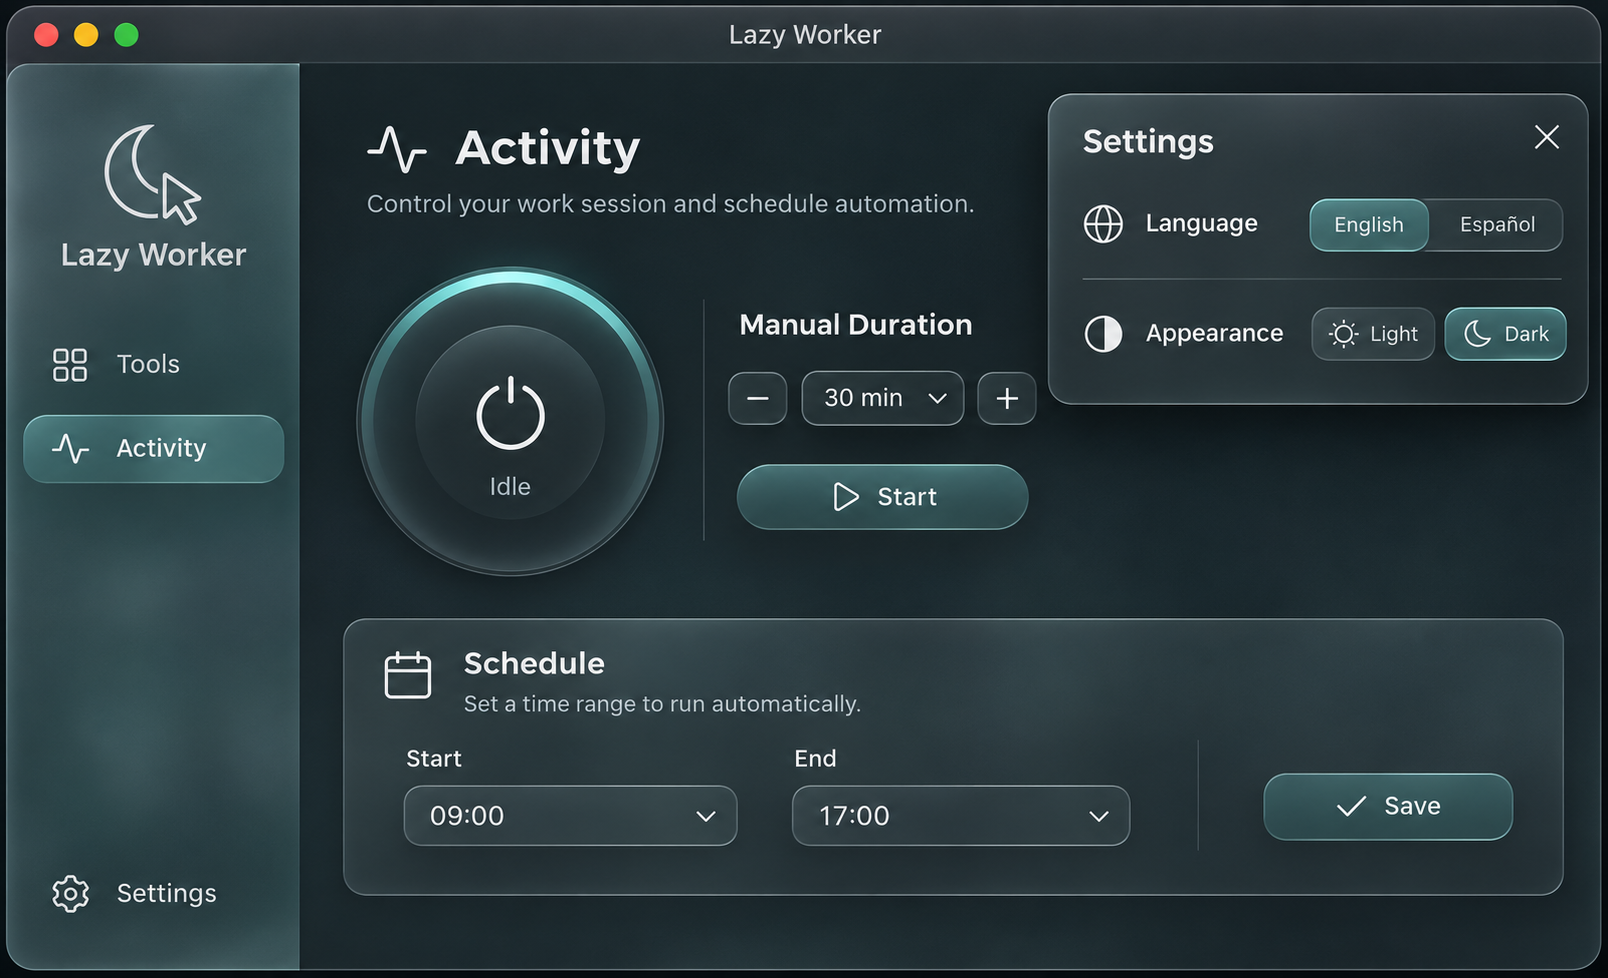 Lazy Worker
Lazy Worker
Tools
Activity
Settings
Activity
Control your work session and schedule automation.
Idle
Manual Duration
30 min
Start
Settings
Language
English
Español
Appearance
Light
Dark
Schedule
Set a time range to run automatically.
Start
End
09:00
17:00
Save